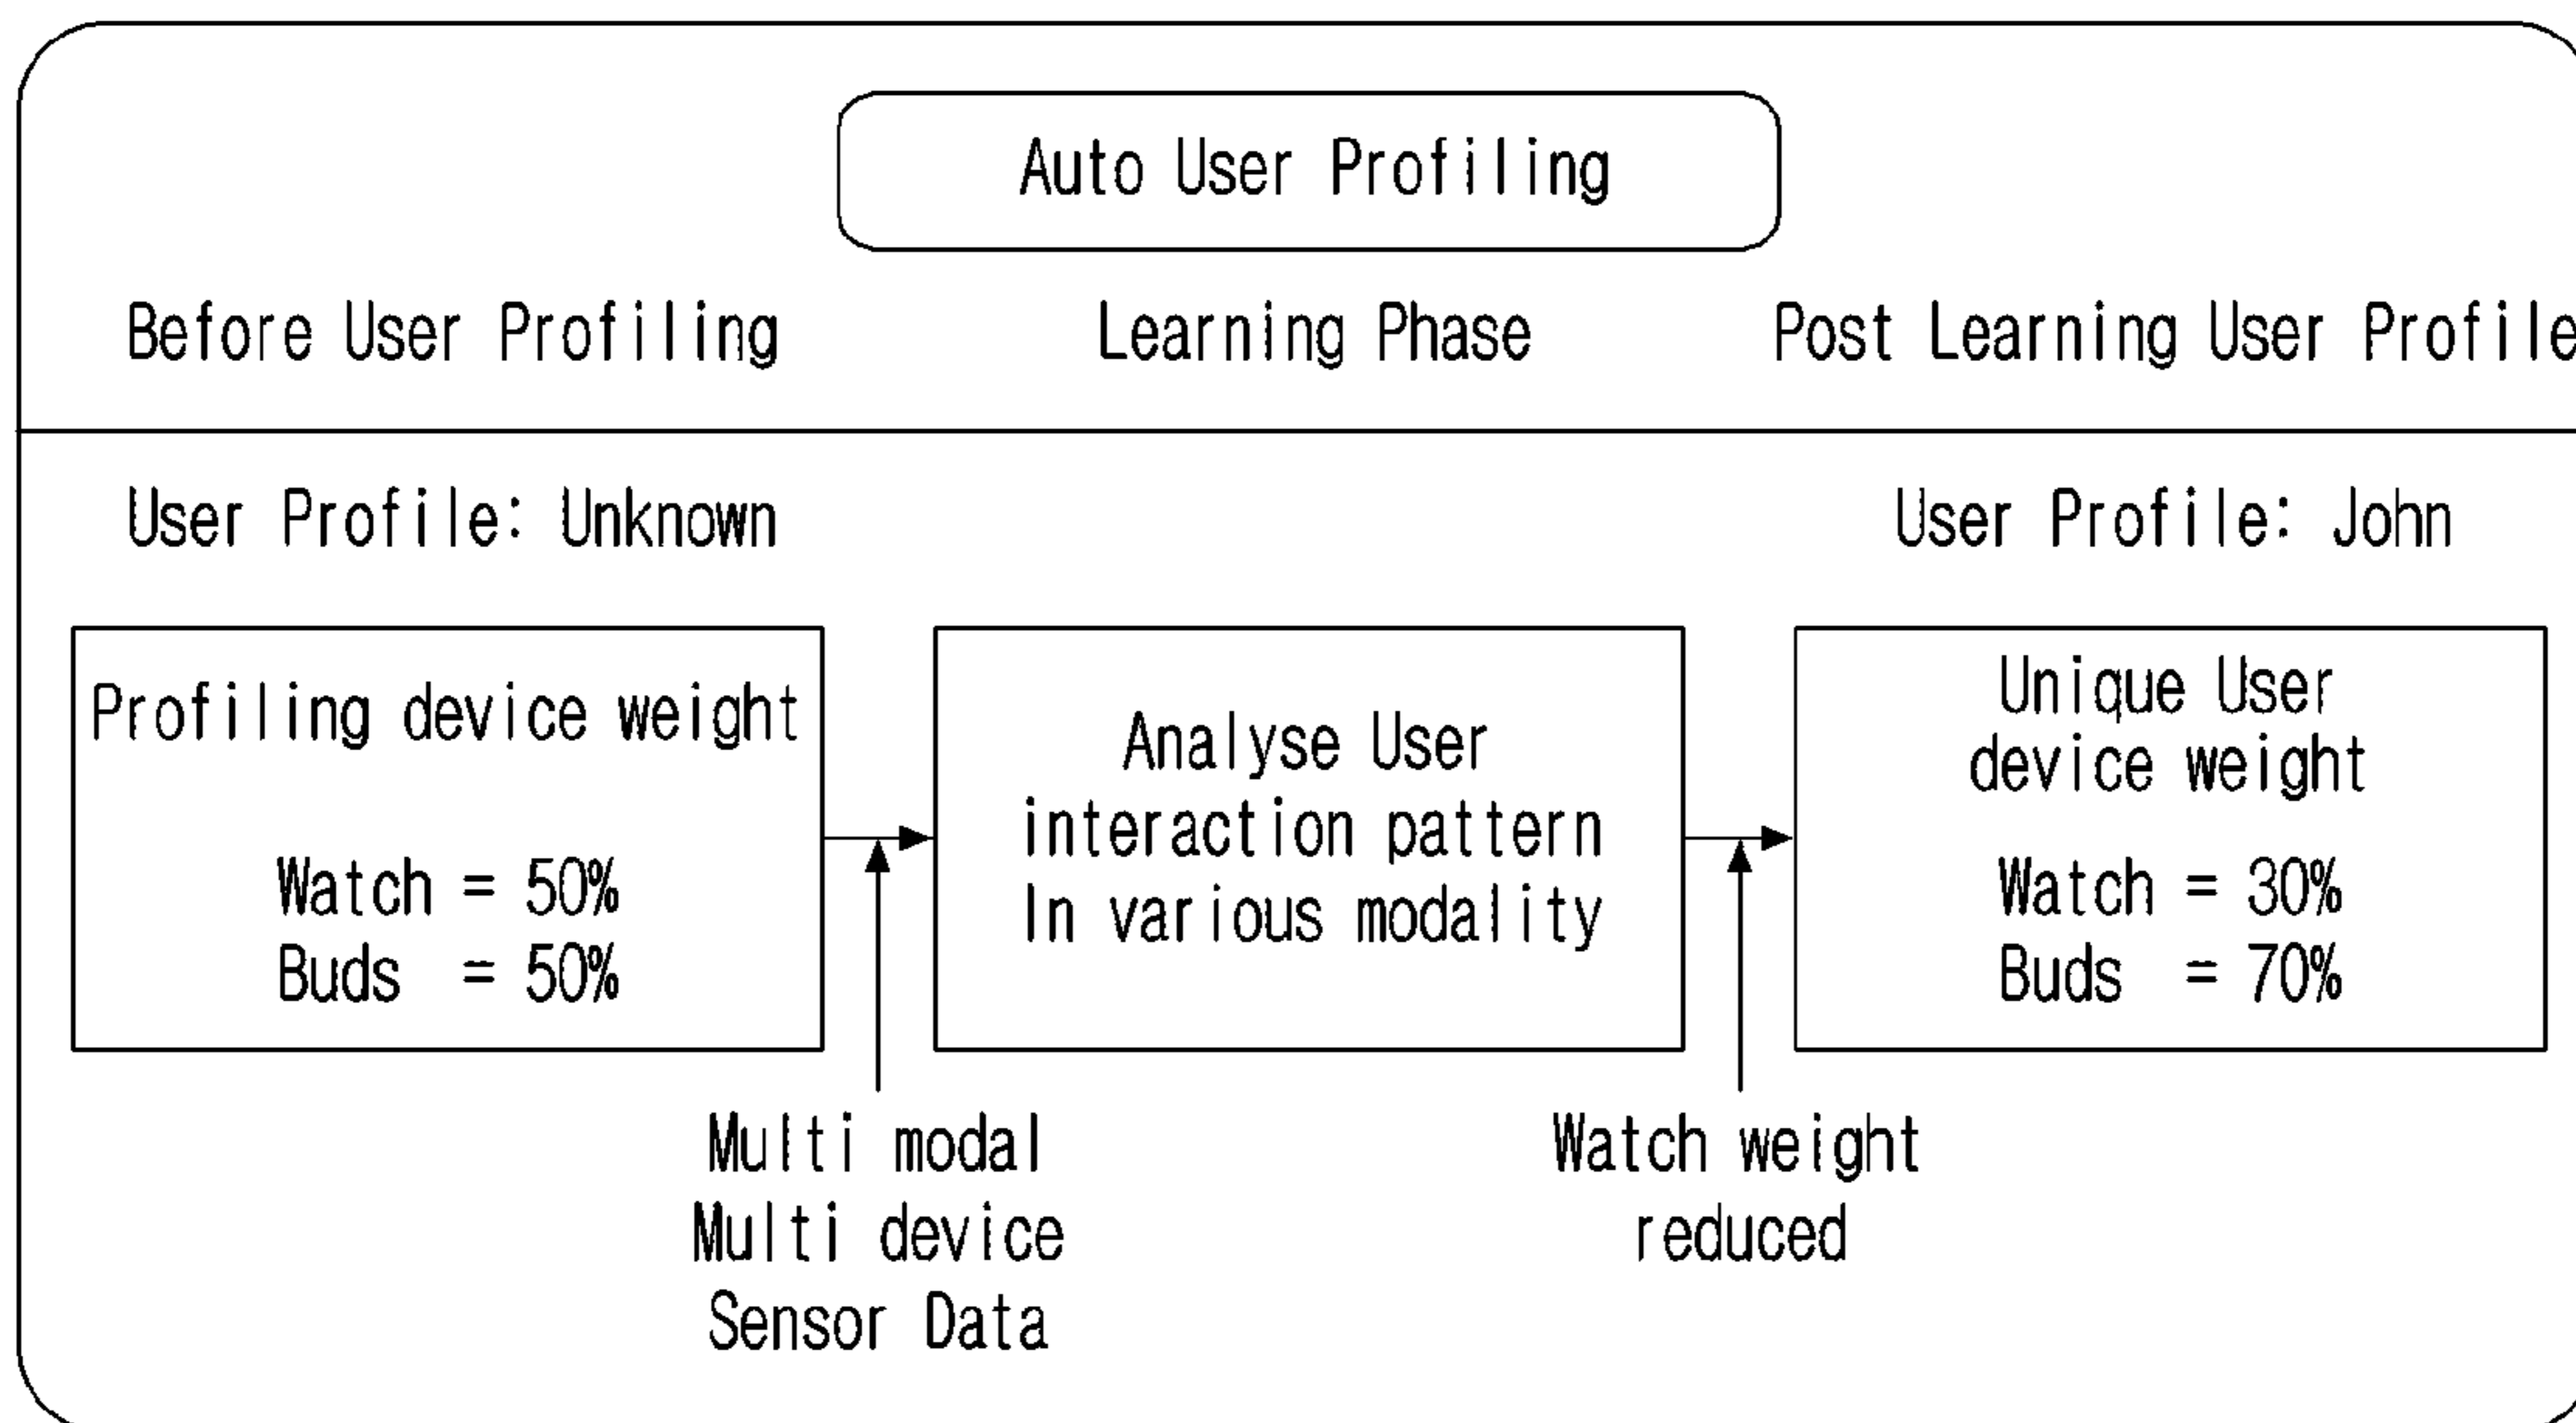 Auto User Profiling
Before User Profiling
Learning Phase
Post Learning User Profile
User Profile: Unknown
User Profile: John
Profiling device weight
Watch = 50%
Buds = 50%
Analyse User
interaction pattern
In various modality
Unique User
device weight
Watch = 30%
Buds = 70%
Multi modal
Multi device
Sensor Data
Watch weight
reduced